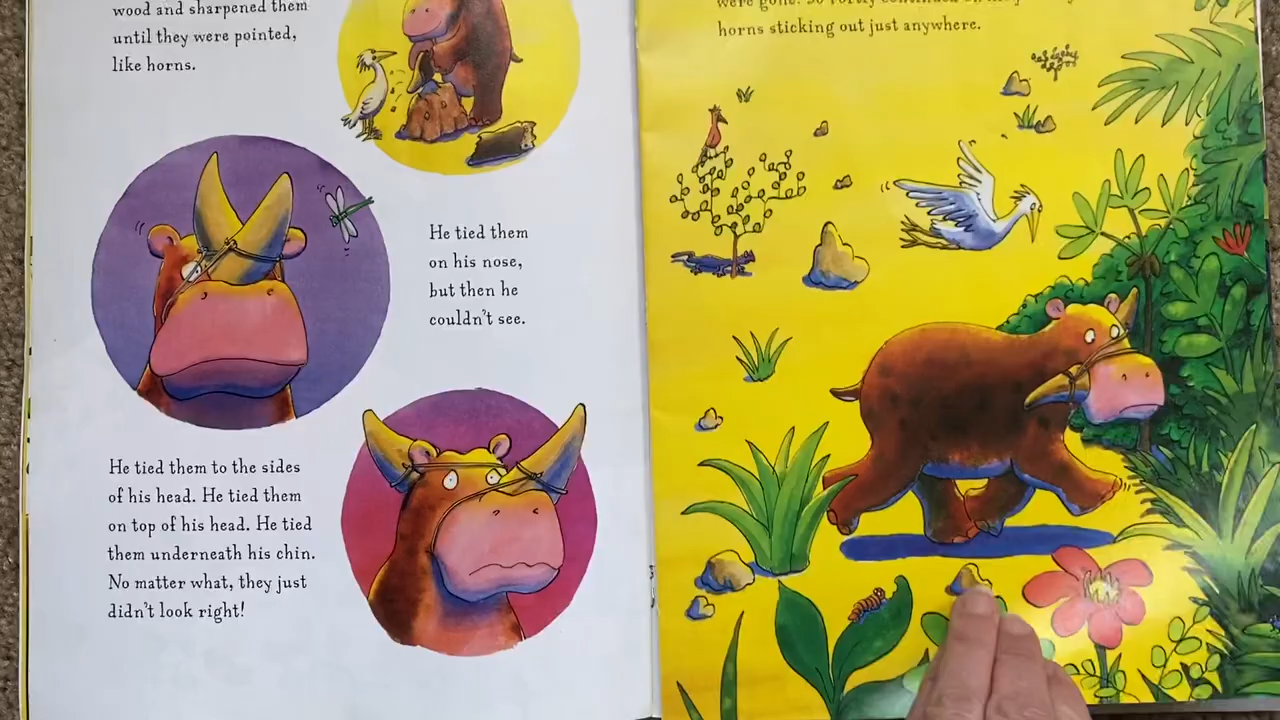 wood and sharpened them
until they were pointed,
like horns.
He tied them
on his nose,
but then he
couldn't see.
He tied them to the sides
of his head. He tied them
on top of his head. He tied
them underneath his chin.
No matter what, they just
didn't look right!
were gone. So
horns sticking out just anywhere.